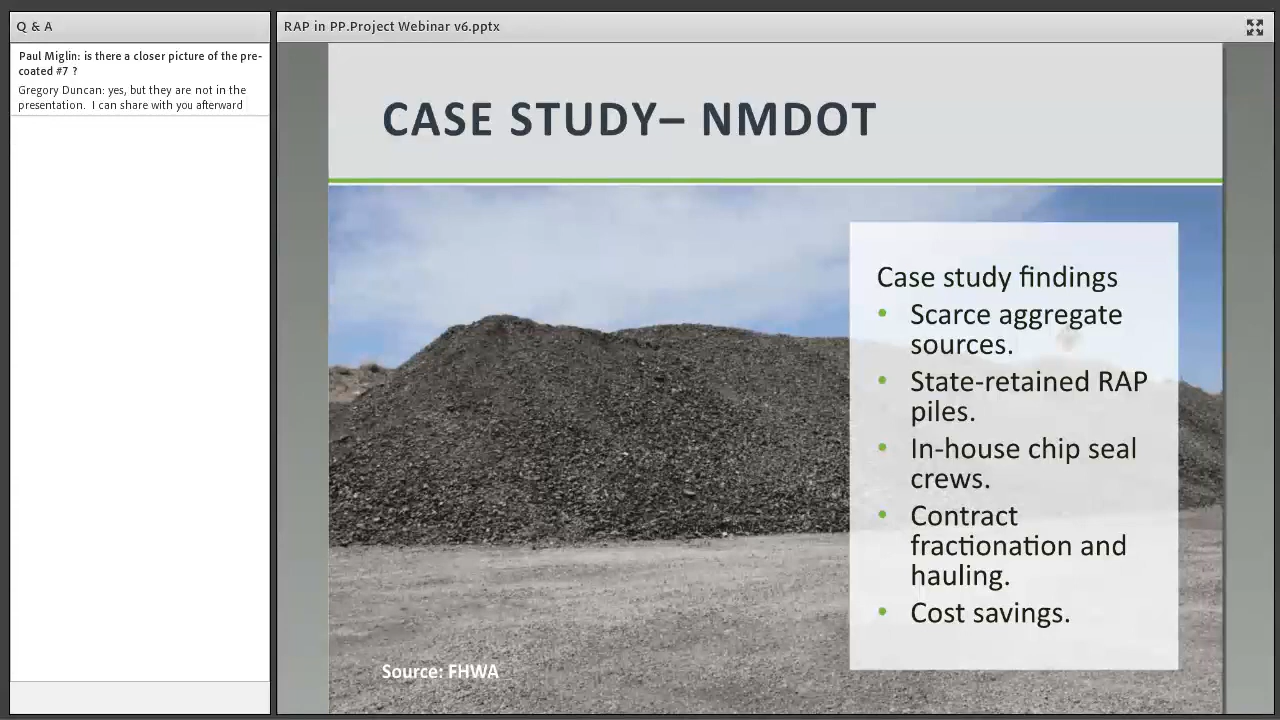 Q & A
Paul Miglin: is there a closer picture of the pre-
coated #7 ?
Gregory Duncan: yes, but they are not in the
presentation.  I can share with you afterward
RAP in PP.Project Webinar v6.pptx
CASE STUDY– NMDOT
Case study findings
• Scarce aggregate
sources.
• State-retained RAP
piles.
• In-house chip seal
crews.
• Contract
fractionation and
hauling.
• Cost savings.
Source: FHWA